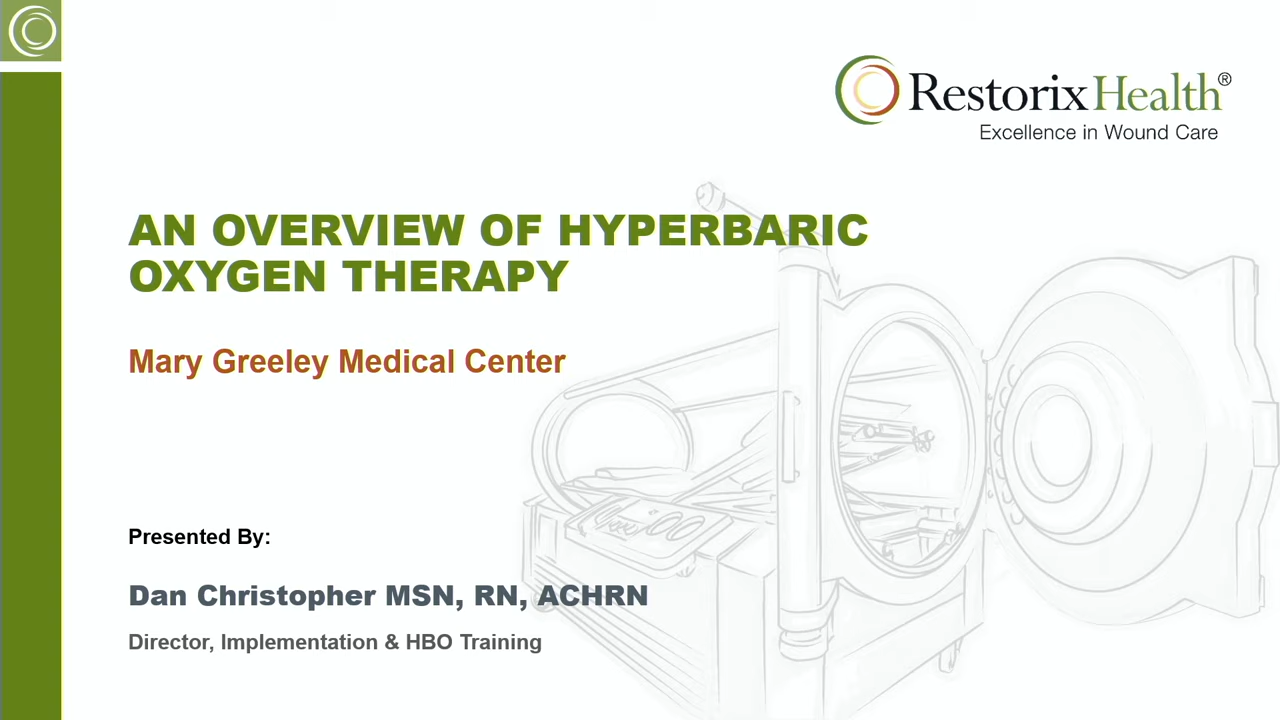 RestorixHealth®
Excellence in Wound Care
AN OVERVIEW OF HYPERBARIC
OXYGEN THERAPY
Mary Greeley Medical Center
Presented By:
Dan Christopher MSN, RN, ACHRN
Director, Implementation & HBO Training